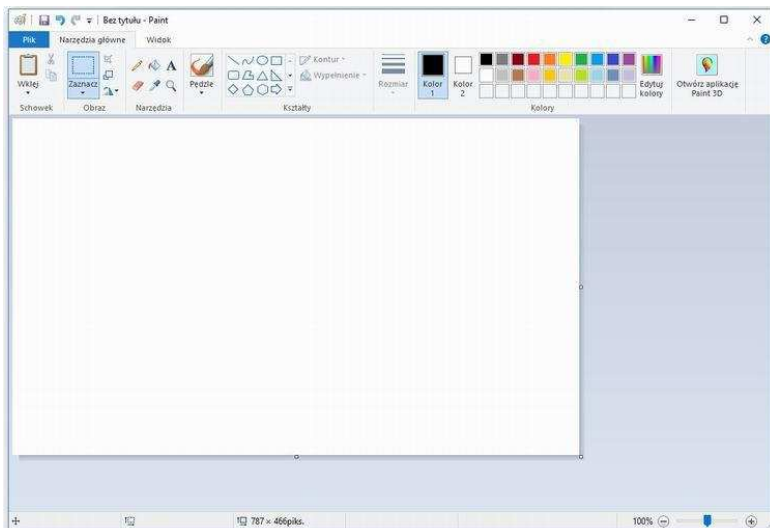 Bez tytułu - Paint
Plik Narzędzia główne Widok
Wklej
Zaznacz
A
Pędzle
Kontur
Wypełnienie
Rozmiar
Kolor 1
Kolor 2
Edytuj kolory
Otwórz aplikację Paint 3D
Schowek Obraz Narzędzia Kształty Kolory
787 × 466piks. 100%